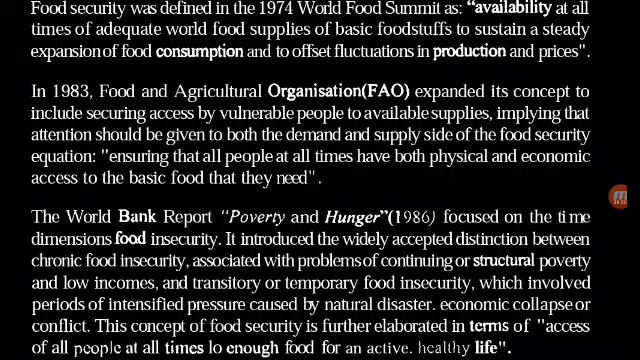 Food security was defined in the 1974 World Food Summit as: "availability at all
times of adequate world food supplies of basic foodstuffs to sustain a steady
expansion of food consumption and to offset fluctuations in production and prices".
In 1983, Food and Agricultural Organisation(FAO) expanded its concept to
include securing access by vulnerable people to available supplies, implying that
attention should be given to both the demand and supply side of the food security
equation: "ensuring that all people at all times have both physical and economic
access to the basic food that they need".
The World Bank Report "Poverty and Hunger"(1986) focused on the time
dimensions food insecurity. It introduced the widely accepted distinction between
chronic food insecurity, associated with problems of continuing or structural poverty
and low incomes, and transitory or temporary food insecurity, which involved
periods of intensified pressure caused by natural disaster. economic collapse or
conflict. This concept of food security is further elaborated in terms of "access
of all people at all times lo enough food for an active. healthy life".